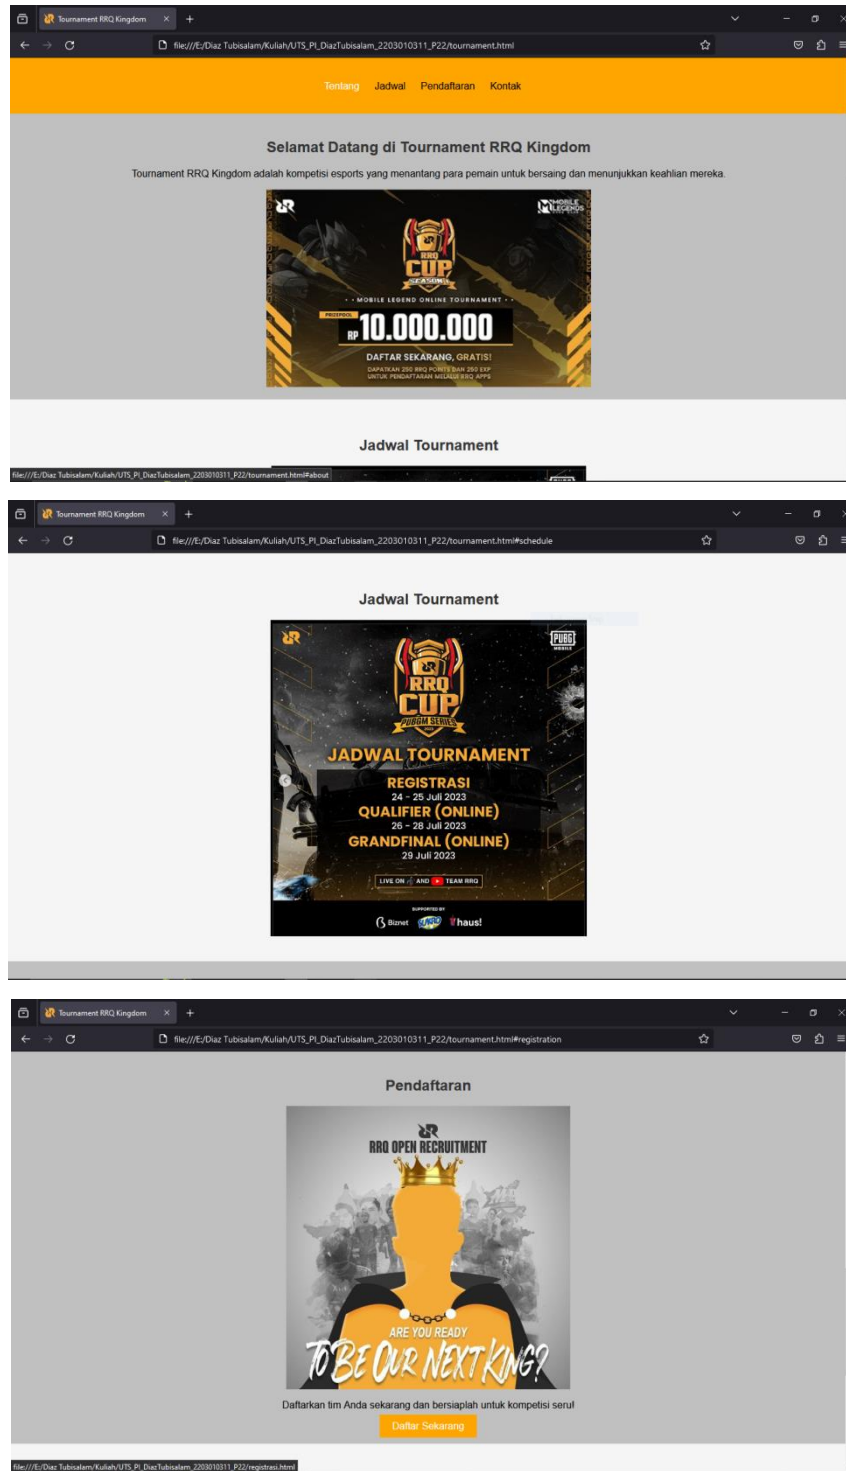 Tournament RRQ Kingdom
file:///E:/Diaz Tubisalam/Kuliah/UTS_PI_DiazTubisalam_2203010311_P22/tournament.html
Tentang Jadwal Pendaftaran Kontak
Selamat Datang di Tournament RRQ Kingdom
Tournament RRQ Kingdom adalah kompetisi esports yang menantang para pemain untuk bersaing dan menunjukkan keahlian mereka.
MOBILE LEGENDS
RRQ
CUP
SEASON
MOBILE LEGEND ONLINE TOURNAMENT
PRIZEPOOL
RP 10.000.000
DAFTAR SEKARANG, GRATIS!
DAPATKAN 250 RRQ POINTS DAN 250 EXP
UNTUK PENDAFTARAN MELALUI RRQ APPS
Jadwal Tournament
file:///E:/Diaz Tubisalam/Kuliah/UTS_PI_DiazTubisalam_2203010311_P22/tournament.html#about
Tournament RRQ Kingdom
file:///E:/Diaz Tubisalam/Kuliah/UTS_PI_DiazTubisalam_2203010311_P22/tournament.html#schedule
Jadwal Tournament
PUBG
MOBILE
RRQ
CUP
PUBGM SERIES
2023
JADWAL TOURNAMENT
REGISTRASI
24 - 25 Juli 2023
QUALIFIER (ONLINE)
26 - 28 Juli 2023
GRANDFINAL (ONLINE)
29 Juli 2023
LIVE ON AND TEAM RRQ
SUPPORTED BY
Biznet haus!
Tournament RRQ Kingdom
file:///E:/Diaz Tubisalam/Kuliah/UTS_PI_DiazTubisalam_2203010311_P22/tournament.html#registration
Pendaftaran
RRQ OPEN RECRUITMENT
ARE YOU READY
TO BE OUR NEXT KING?
Daftarkan tim Anda sekarang dan bersiaplah untuk kompetisi seru!
Daftar Sekarang
file:///E:/Diaz Tubisalam/Kuliah/UTS_PI_DiazTubisalam_2203010311_P22/registrasi.html